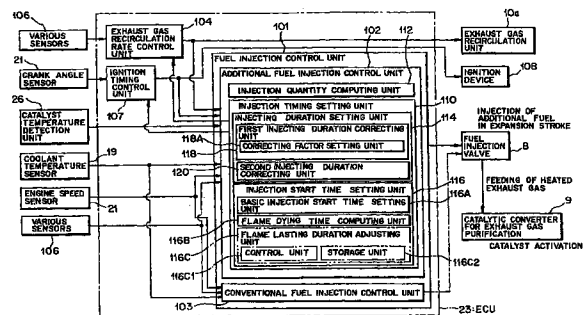 106
VARIOUS SENSORS
21
CRANK ANGLE SENSOR
26
CATALYST TEMPERATURE DETECTION UNIT
19
COOLANT TEMPERATURE SENSOR
ENGINE SPEED SENSOR
21
VARIOUS SENSORS
106
EXHAUST GAS RECIRCULATION RATE CONTROL UNIT
104
IGNITION TIMING CONTROL UNIT
107
101
FUEL INJECTION CONTROL UNIT
102
ADDITIONAL FUEL INJECTION CONTROL UNIT
112
INJECTION QUANTITY COMPUTING UNIT
INJECTION TIMING SETTING UNIT
110
INJECTING DURATION SETTING UNIT
114
FIRST INJECTING DURATION CORRECTING UNIT
118A
CORRECTING FACTOR SETTING UNIT
118
SECOND INJECTING DURATION CORRECTING UNIT
120
INJECTION START TIME SETTING UNIT
116
BASIC INJECTION START TIME SETTING UNIT
116A
FLAME DYING TIME COMPUTING UNIT
116B
FLAME LASTING DURATION ADJUSTING UNIT
116C
CONTROL UNIT
116C1
STORAGE UNIT
116C2
CONVENTIONAL FUEL INJECTION CONTROL UNIT
103
23:ECU
10a
EXHAUST GAS RECIRCULATION UNIT
IGNITION DEVICE
108
INJECTION OF ADDITIONAL FUEL IN EXPANSION STROKE
FUEL INJECTION VALVE
8
FEEDING OF HEATED EXHAUST GAS
9
CATALYTIC CONVERTER FOR EXHAUST GAS PURIFICATION
CATALYST ACTIVATION